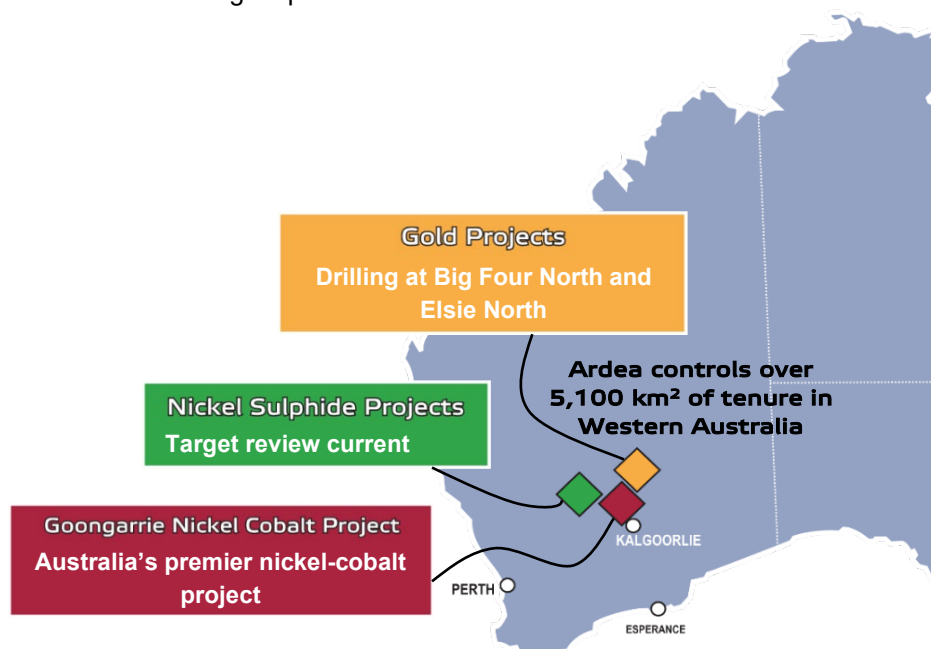 Gold Projects
Drilling at Big Four North and
Elsie North
Ardea controls over
5,100 km² of tenure in
Western Australia
Nickel Sulphide Projects
Target review current
Goongarrie Nickel Cobalt Project
Australia’s premier nickel-cobalt
project
KALGOORLIE
PERTH
ESPERANCE